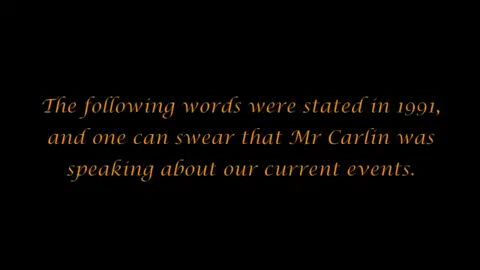 The following words were stated in 1991,
and one can swear that Mr Carlin was
speaking about our current events.